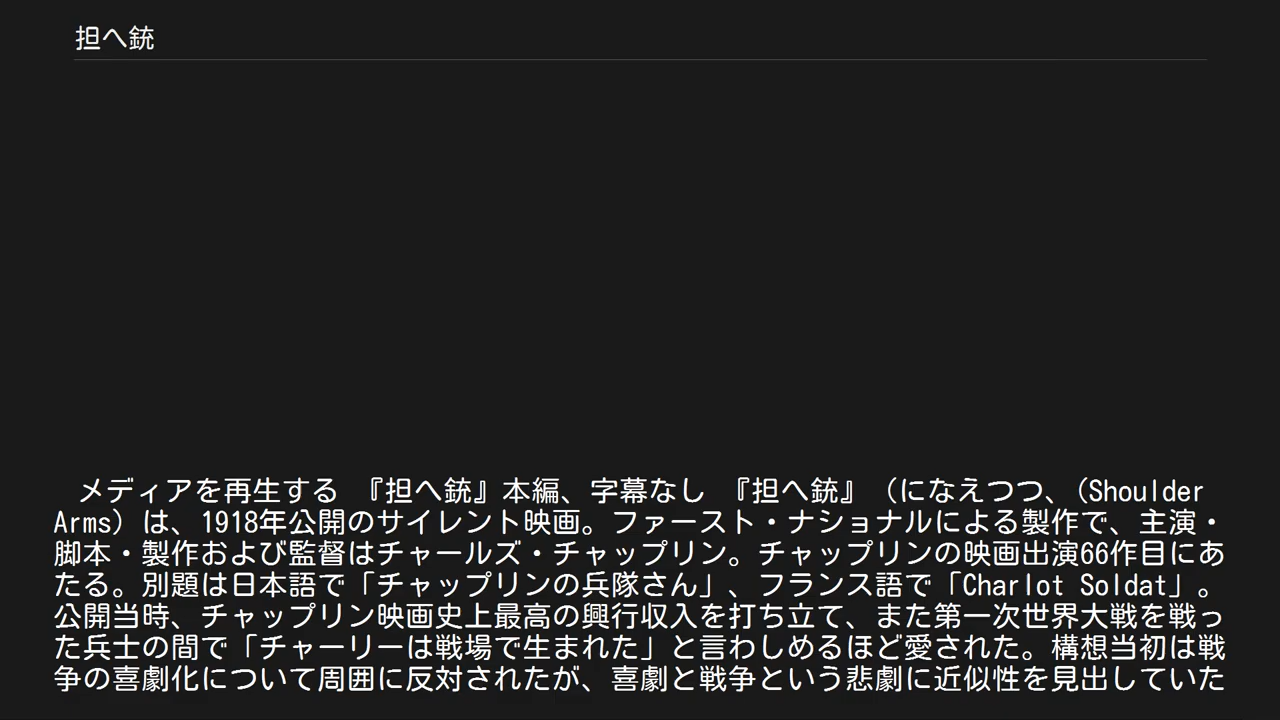 担へ銃
メディアを再生する 『担へ銃』本編、字幕なし 『担へ銃』（になえつつ、（Shoulder
Arms）は、1918年公開のサイレント映画。ファースト・ナショナルによる製作で、主演・
脚本・製作および監督はチャールズ・チャップリン。チャップリンの映画出演66作目にあ
たる。別題は日本語で「チャップリンの兵隊さん」、フランス語で「Charlot Soldat」。
公開当時、チャップリン映画史上最高の興行収入を打ち立て、また第一次世界大戦を戦っ
た兵士の間で「チャーリーは戦場で生まれた」と言わしめるほど愛された。構想当初は戦
争の喜劇化について周囲に反対されたが、喜劇と戦争という悲劇に近似性を見出していた